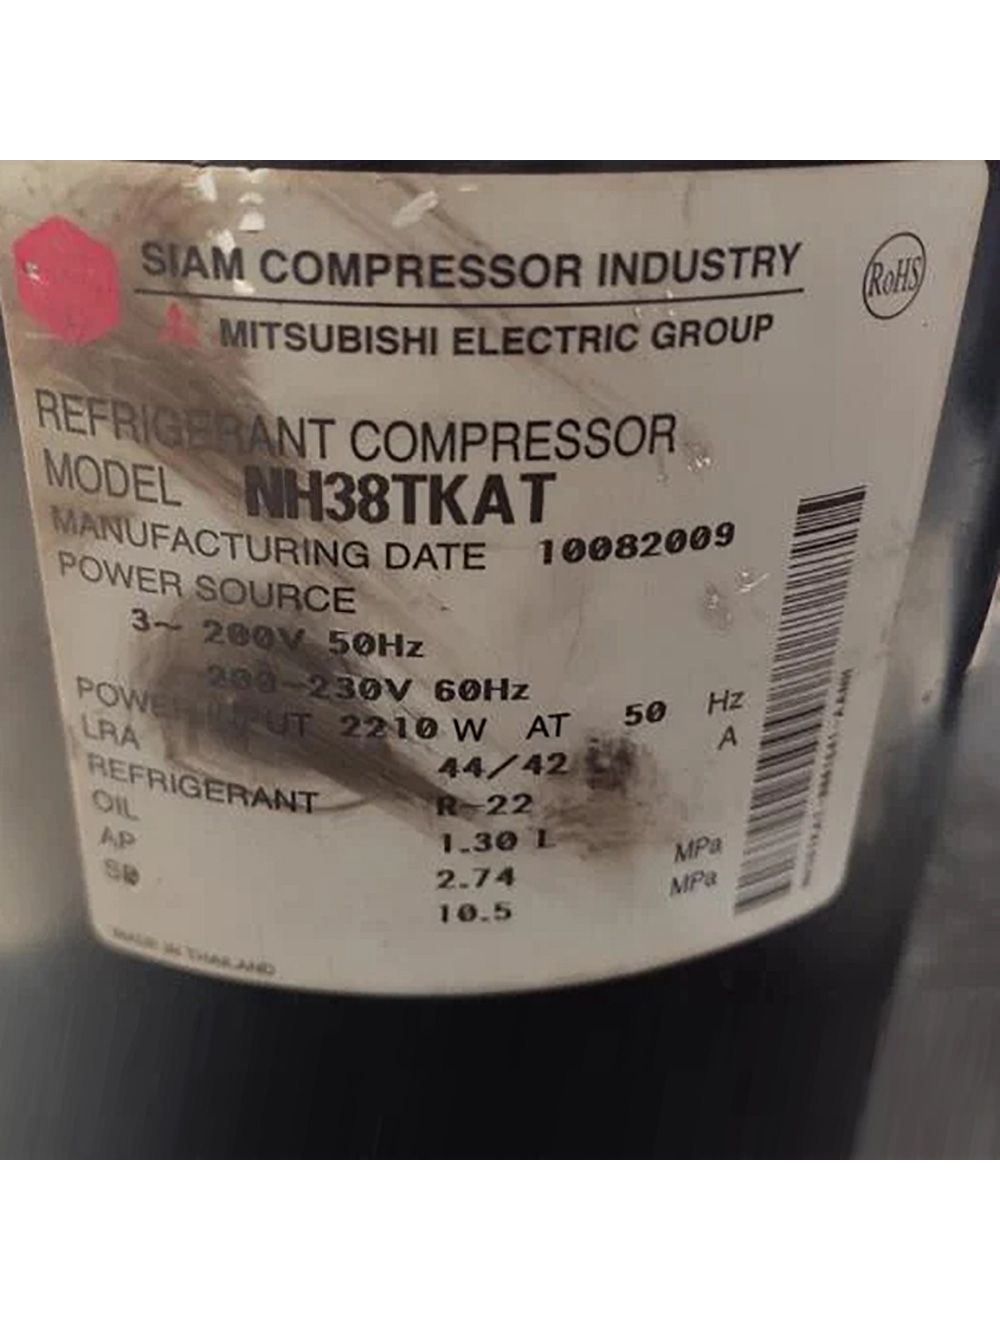 SIAM COMPRESSOR INDUSTRY
MITSUBISHI ELECTRIC GROUP
RoHS
REFRIGERANT COMPRESSOR
MODEL NH38TKAT
MANUFACTURING DATE 10082009
POWER SOURCE
3~ 200V 50Hz
200-230V 60Hz
POWER INPUT 2210 W AT 50 Hz
LRA 44/42 A
REFRIGERANT R-22
OIL 1.30 L
AP 2.74 MPa
10.5 MPa
MADE IN THAILAND